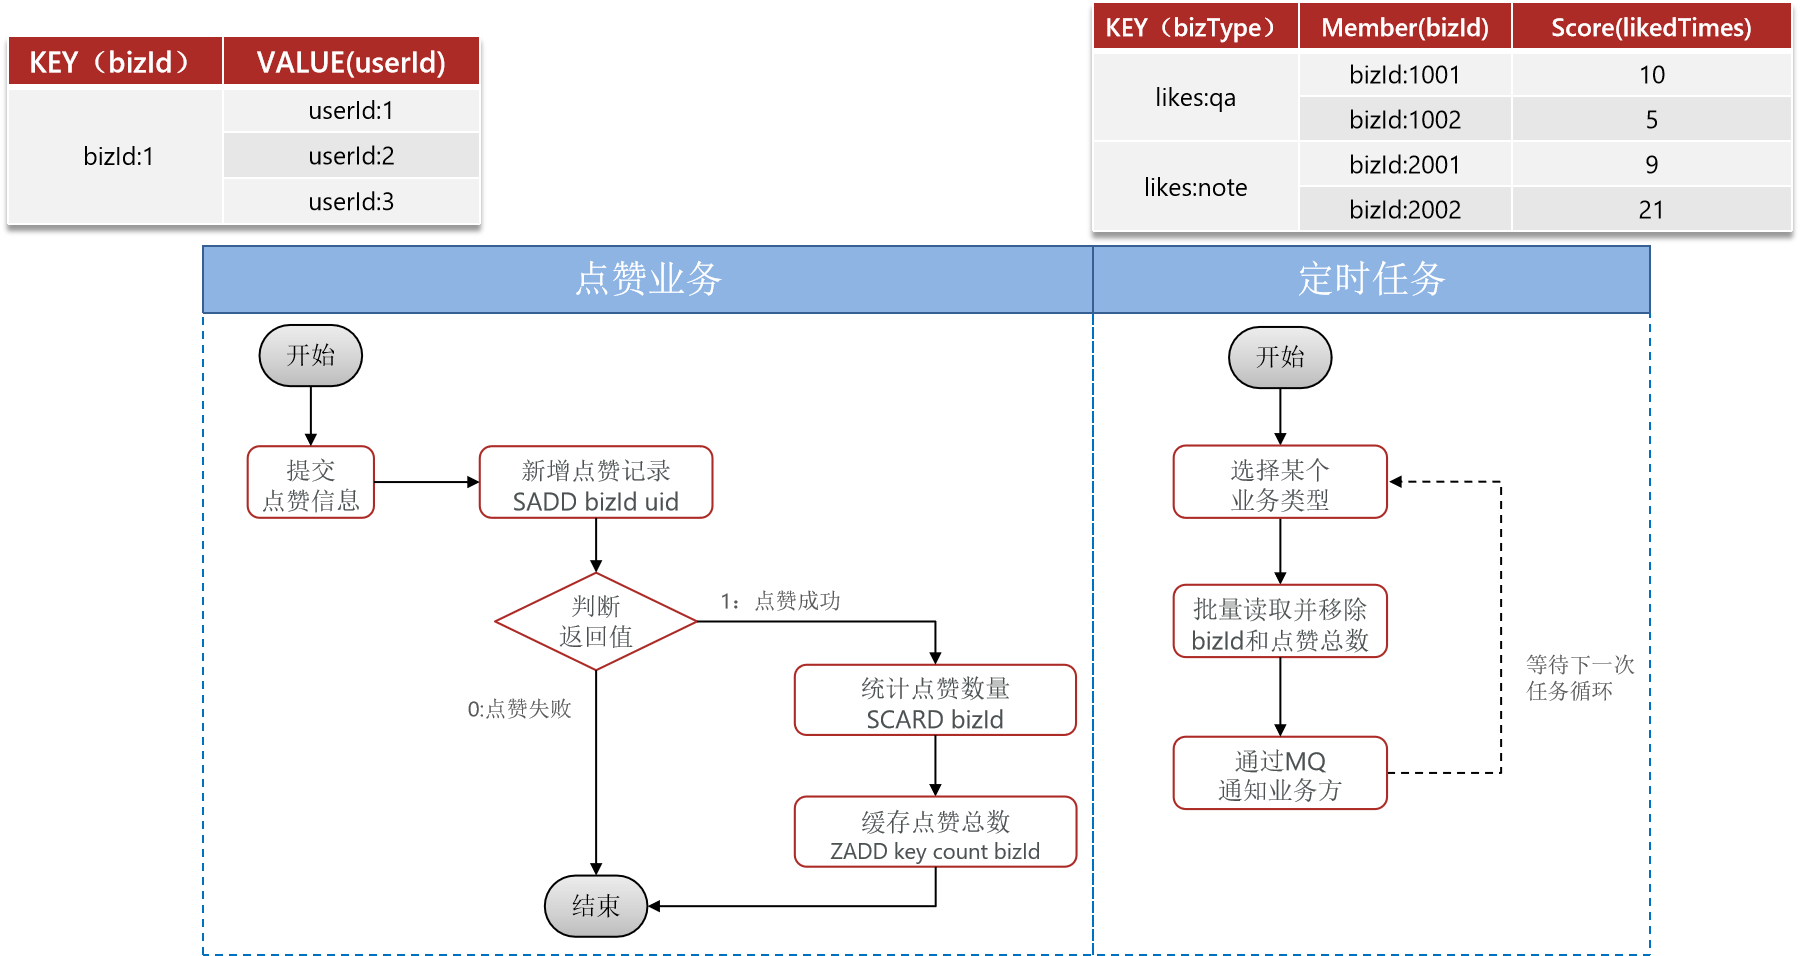 KEY（bizId） VALUE(userId)
bizId:1
userId:1
userId:2
userId:3
KEY（bizType） Member(bizId) Score(likedTimes)
likes:qa
bizId:1001 10
bizId:1002 5
likes:note
bizId:2001 9
bizId:2002 21
点赞业务
开始
提交
点赞信息
新增点赞记录
SADD bizId uid
判断
返回值
1：点赞成功
0:点赞失败
统计点赞数量
SCARD bizId
缓存点赞总数
ZADD key count bizId
结束
定时任务
开始
选择某个
业务类型
批量读取并移除
bizId和点赞总数
通过MQ
通知业务方
等待下一次
任务循环